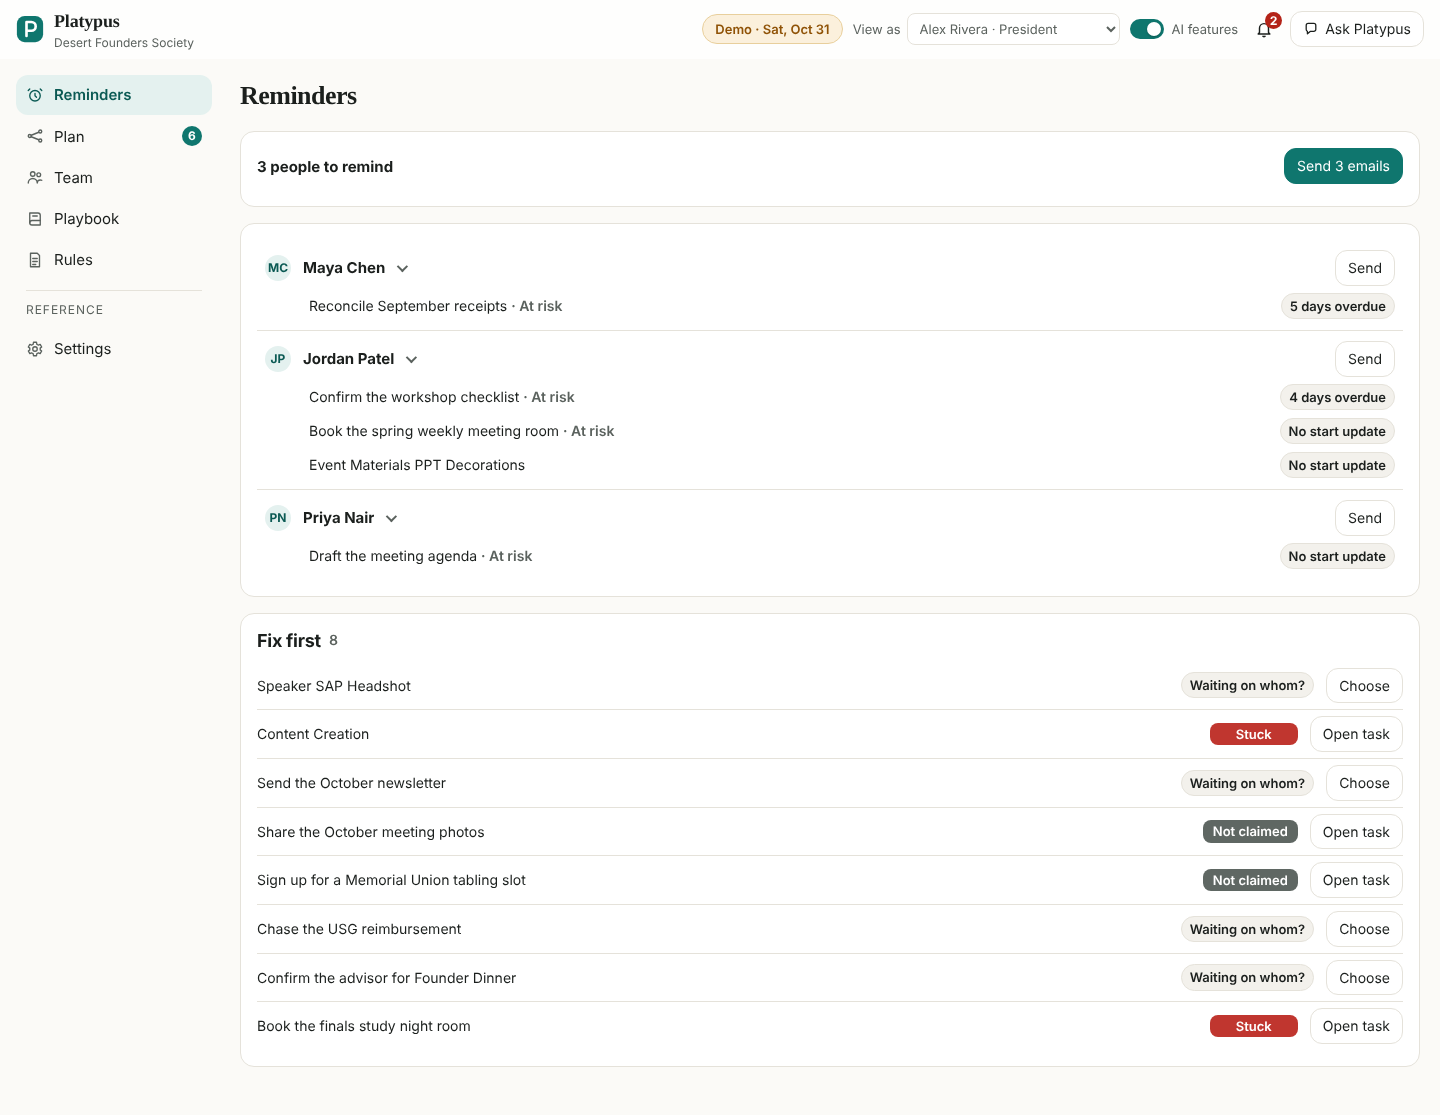 Platypus
Desert Founders Society
Demo · Sat, Oct 31
View as
Alex Rivera · President
AI features
2
Ask Platypus
Reminders
Plan
6
Team
Playbook
Rules
REFERENCE
Settings
Reminders
3 people to remind
Send 3 emails
MC
Maya Chen
Send
Reconcile September receipts · At risk
5 days overdue
JP
Jordan Patel
Send
Confirm the workshop checklist · At risk
4 days overdue
Book the spring weekly meeting room · At risk
No start update
Event Materials PPT Decorations
No start update
PN
Priya Nair
Send
Draft the meeting agenda · At risk
No start update
Fix first 8
Speaker SAP Headshot
Waiting on whom?
Choose
Content Creation
Stuck
Open task
Send the October newsletter
Waiting on whom?
Choose
Share the October meeting photos
Not claimed
Open task
Sign up for a Memorial Union tabling slot
Not claimed
Open task
Chase the USG reimbursement
Waiting on whom?
Choose
Confirm the advisor for Founder Dinner
Waiting on whom?
Choose
Book the finals study night room
Stuck
Open task